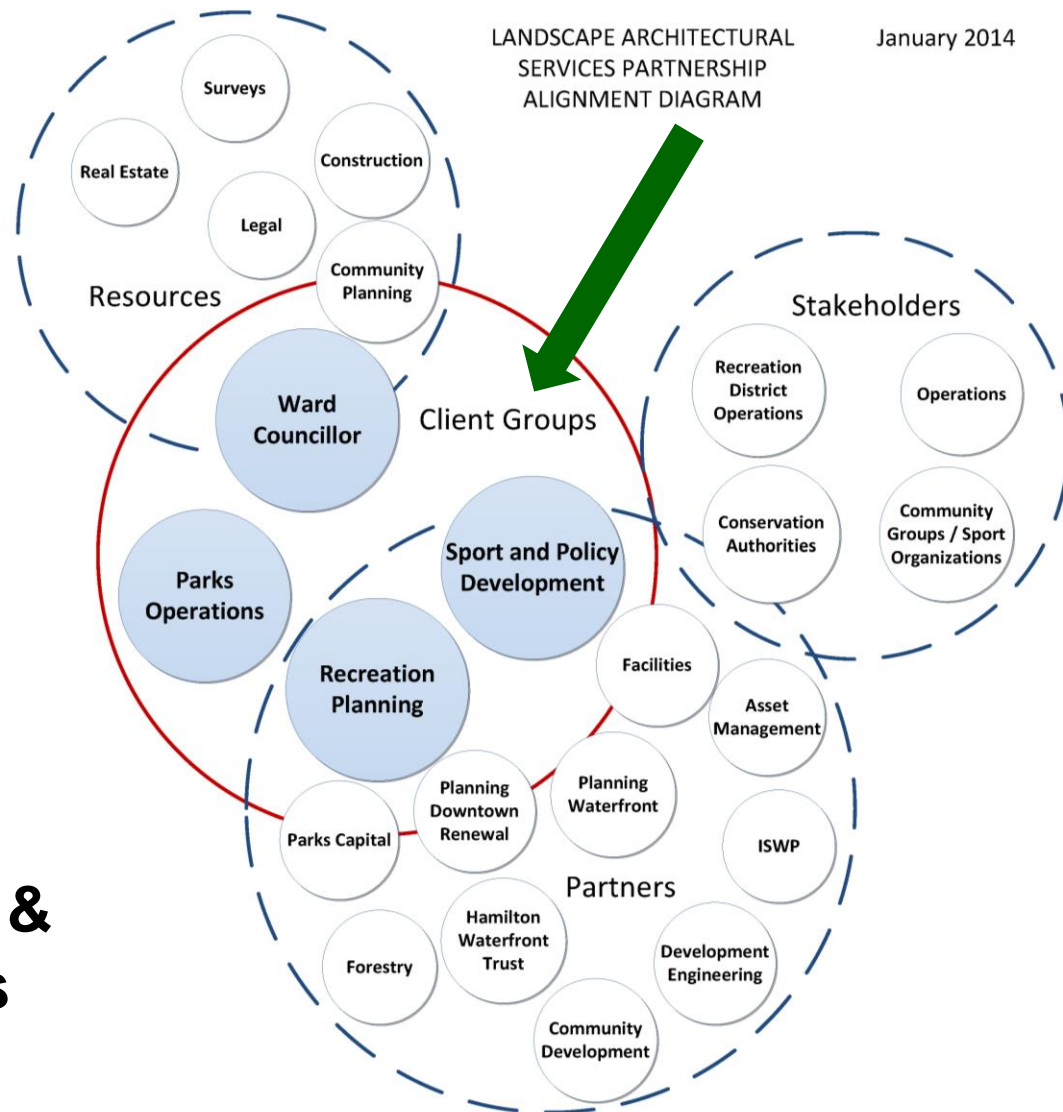 LANDSCAPE ARCHITECTURAL
SERVICES PARTNERSHIP
ALIGNMENT DIAGRAM
January 2014
Surveys
Real Estate
Construction
Legal
Community
Planning
Resources
Stakeholders
Recreation
District
Operations
Operations
Ward
Councillor
Client Groups
Conservation
Authorities
Community
Groups / Sport
Organizations
Sport and Policy
Development
Parks
Operations
Recreation
Planning
Facilities
Asset
Management
Planning
Downtown
Renewal
Planning
Waterfront
Parks Capital
ISWP
Partners
&
s
Hamilton
Waterfront
Trust
Forestry
Development
Engineering
Community
Development